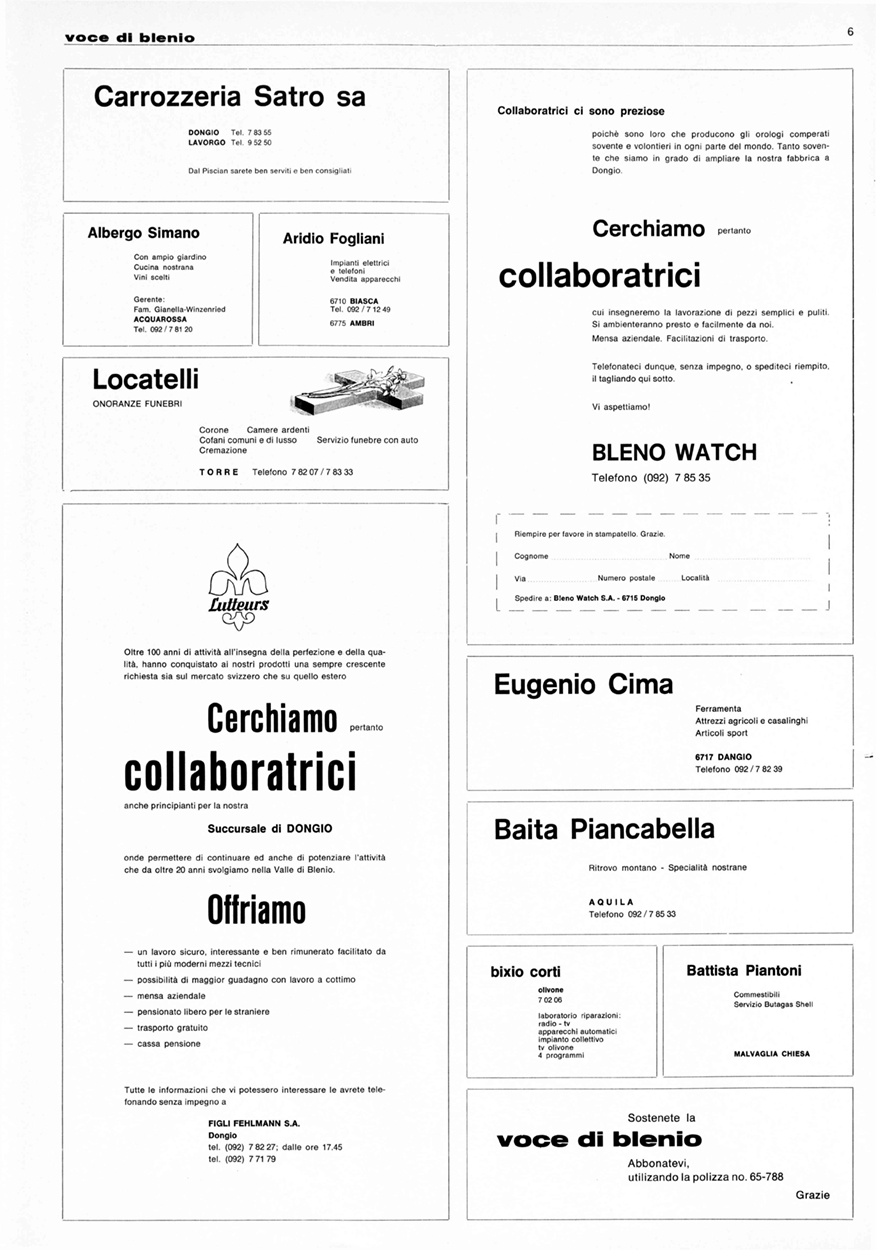 voce di blenio
6
Carrozzeria Satro sa
DONGIO Tel. 7 83 55
LAVORGO Tel. 9 52 50
Dal Piscian sarete ben serviti e ben consigliati
Albergo Simano
Con ampio giardino
Cucina nostrana
Vini scelti
Gerente:
Fam. Gianella-Winzenried
ACQUAROSSA
Tel. 092 / 7 81 20
Aridio Fogliani
Impianti elettrici
e telefoni
Vendita apparecchi
6710 BIASCA
Tel. 092 / 7 12 49
6775 AMBRI
Locatelli
ONORANZE FUNEBRI
Corone Camere ardenti
Cofani comuni e di lusso Servizio funebre con auto
Cremazione
TORRE Telefono 7 82 07 / 7 83 33
Lutteurs
Oltre 100 anni di attività all'insegna della perfezione e della qua-
lità, hanno conquistato ai nostri prodotti una sempre crescente
richiesta sia sul mercato svizzero che su quello estero
Cerchiamo pertanto
collaboratrici
anche principianti per la nostra
Succursale di DONGIO
onde permettere di continuare ed anche di potenziare l'attività
che da oltre 20 anni svolgiamo nella Valle di Blenio.
Offriamo
— un lavoro sicuro, interessante e ben rimunerato facilitato da
tutti i più moderni mezzi tecnici
— possibilità di maggior guadagno con lavoro a cottimo
— mensa aziendale
— pensionato libero per le straniere
— trasporto gratuito
— cassa pensione
Tutte le informazioni che vi potessero interessare le avrete tele-
fonando senza impegno a
FIGLI FEHLMANN S.A.
Dongio
tel. (092) 7 82 27; dalle ore 17.45
tel. (092) 7 71 79
Collaboratrici ci sono preziose
poichè sono loro che producono gli orologi comperati
sovente e volontieri in ogni parte del mondo. Tanto soven-
te che siamo in grado di ampliare la nostra fabbrica a
Dongio.
Cerchiamo pertanto
collaboratrici
cui insegneremo la lavorazione di pezzi semplici e puliti.
Si ambienteranno presto e facilmente da noi.
Mensa aziendale. Facilitazioni di trasporto.
Telefonateci dunque, senza impegno, o spediteci riempito,
il tagliando qui sotto.
Vi aspettiamo!
BLENO WATCH
Telefono (092) 7 85 35
Riempire per favore in stampatello. Grazie.
Cognome Nome
Via Numero postale Località
Spedire a: Bleno Watch S.A. - 6715 Dongio
Eugenio Cima
Ferramenta
Attrezzi agricoli e casalinghi
Articoli sport
6717 DANGIO
Telefono 092 / 7 82 39
Baita Piancabella
Ritrovo montano - Specialità nostrane
AQUILA
Telefono 092 / 7 85 33
bixio corti
olivone
7 02 06
laboratorio riparazioni:
radio - tv
apparecchi automatici
impianto collettivo
tv olivone
4 programmi
Battista Piantoni
Commestibili
Servizio Butagas Shell
MALVAGLIA CHIESA
Sostenete la
voce di blenio
Abbonatevi,
utilizando la polizza no. 65-788
Grazie